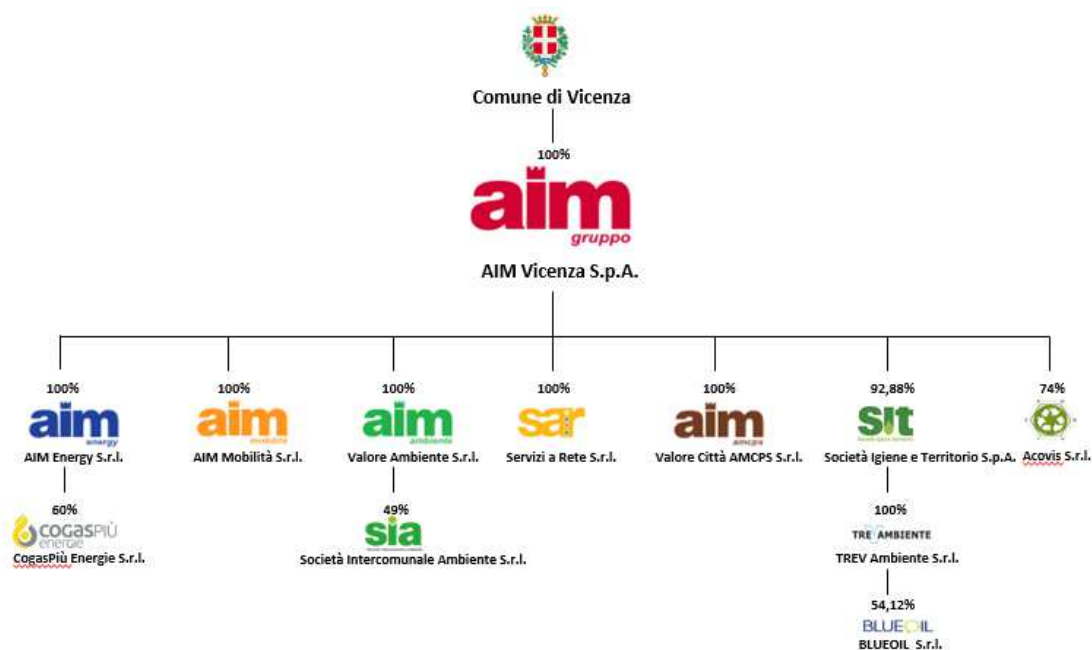 Comune di Vicenza
100%
aim
gruppo
AIM Vicenza S.p.A.
100% 100% 100% 100% 100% 92,88% 74%
aim aim aim sar aim sit
energy mobilità ambiente amcps
AIM Energy S.r.l. AIM Mobilità S.r.l. Valore Ambiente S.r.l. Servizi a Rete S.r.l. Valore Città AMCPS S.r.l. Società Igiene e Territorio S.p.A. Acovis S.r.l.
60% 49% 100%
COGASPIÙ sia TRE AMBIENTE
energie
CogasPiù Energie S.r.l. Società Intercomunale Ambiente S.r.l. TREV Ambiente S.r.l.
54,12%
BLUEOIL
BLUEOIL S.r.l.